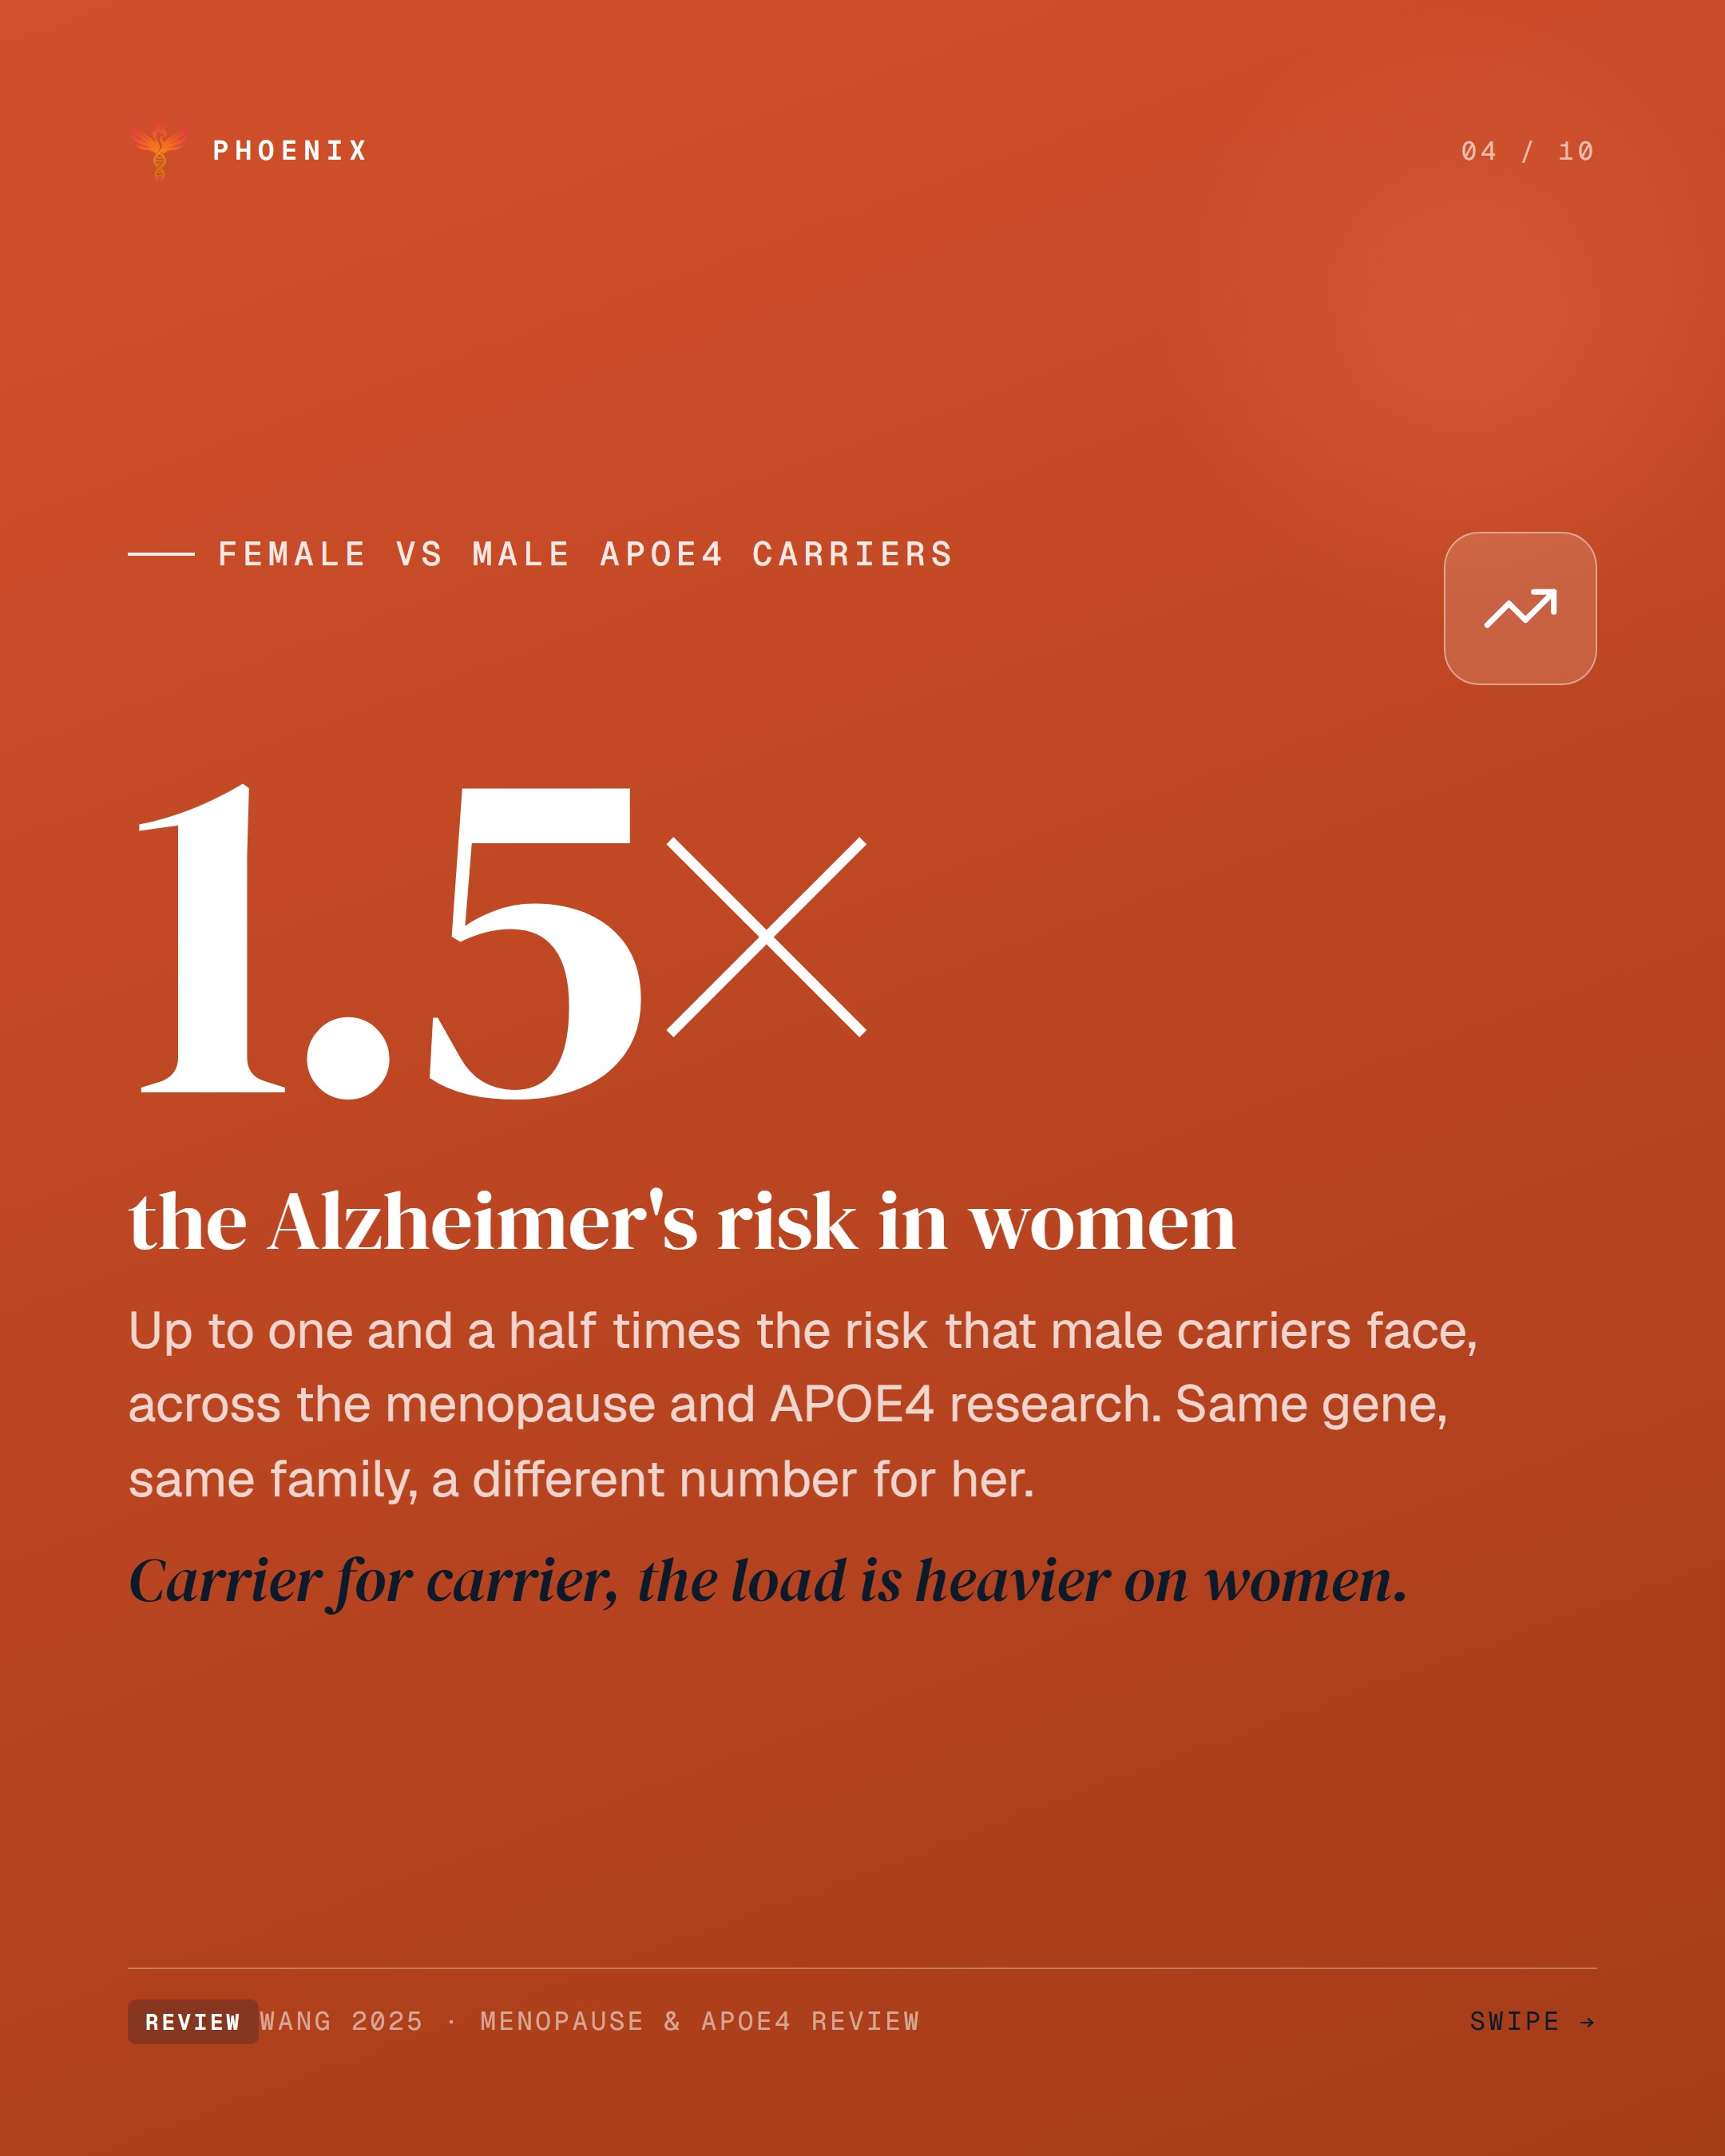 PHOENIX
04 / 10
FEMALE VS MALE APOE4 CARRIERS
1.5×
the Alzheimer's risk in women
Up to one and a half times the risk that male carriers face,
across the menopause and APOE4 research. Same gene,
same family, a different number for her.
Carrier for carrier, the load is heavier on women.
REVIEW WANG 2025 · MENOPAUSE & APOE4 REVIEW
SWIPE →